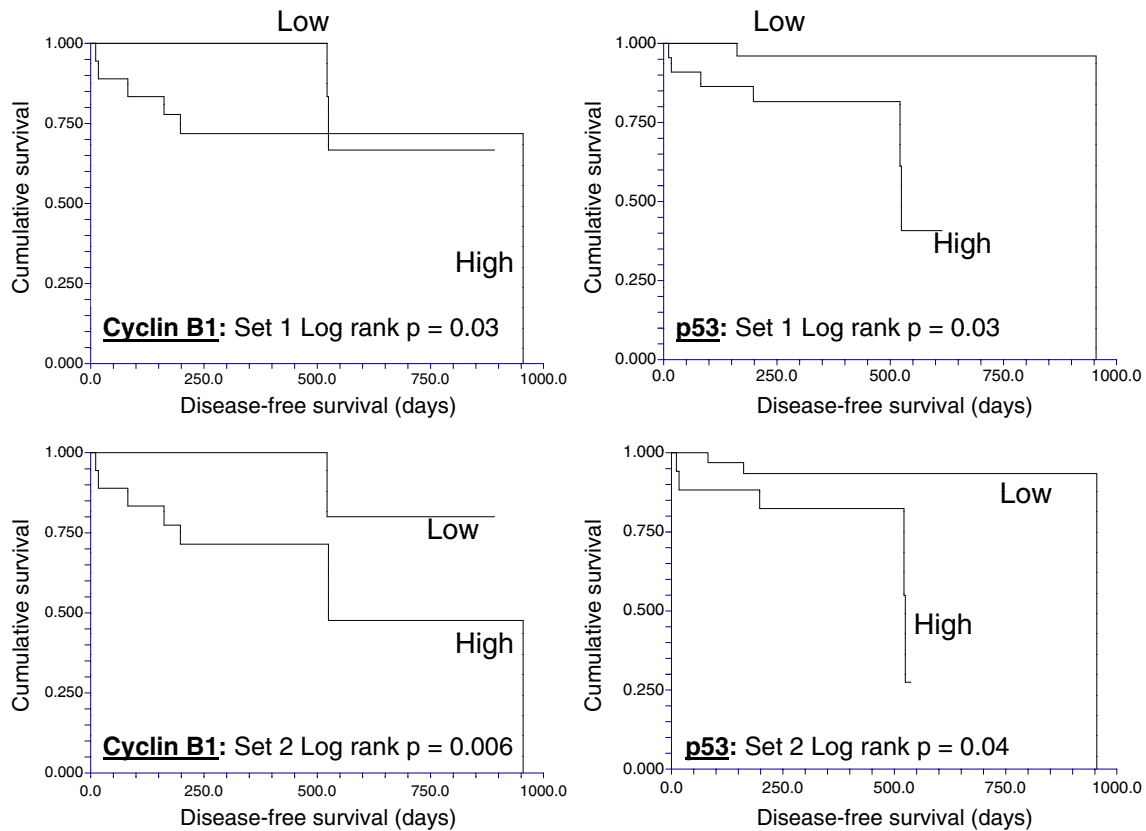 Low
1.000
0.750
0.500
0.250
0.000
Cumulative survival
High
Cyclin B1: Set 1 Log rank p = 0.03
0.0 250.0 500.0 750.0 1000.0
Disease-free survival (days)
Low
1.000
0.750
0.500
0.250
0.000
Cumulative survival
High
p53: Set 1 Log rank p = 0.03
0.0 250.0 500.0 750.0 1000.0
Disease-free survival (days)
1.000
0.750
0.500
0.250
0.000
Cumulative survival
Low
High
Cyclin B1: Set 2 Log rank p = 0.006
0.0 250.0 500.0 750.0 1000.0
Disease-free survival (days)
1.000
0.750
0.500
0.250
0.000
Cumulative survival
Low
High
p53: Set 2 Log rank p = 0.04
0.0 250.0 500.0 750.0 1000.0
Disease-free survival (days)